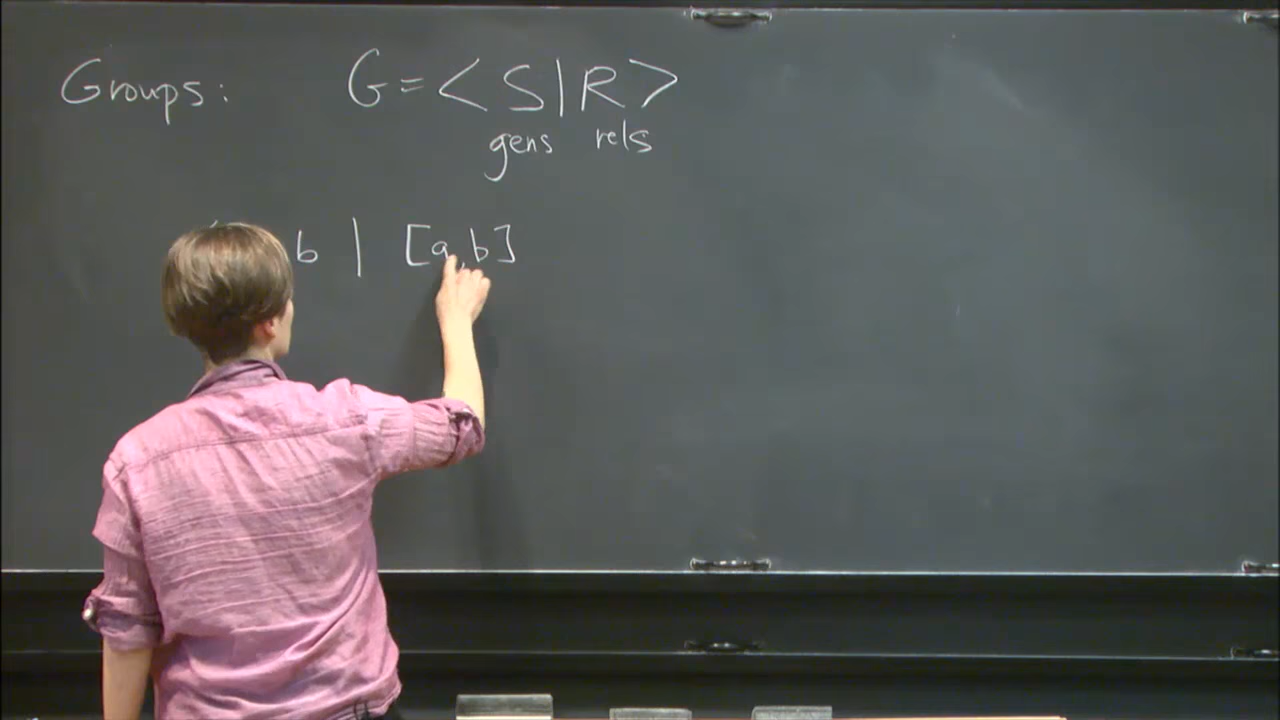 Groups: G = < S | R >
gens rels
b | [a,b]